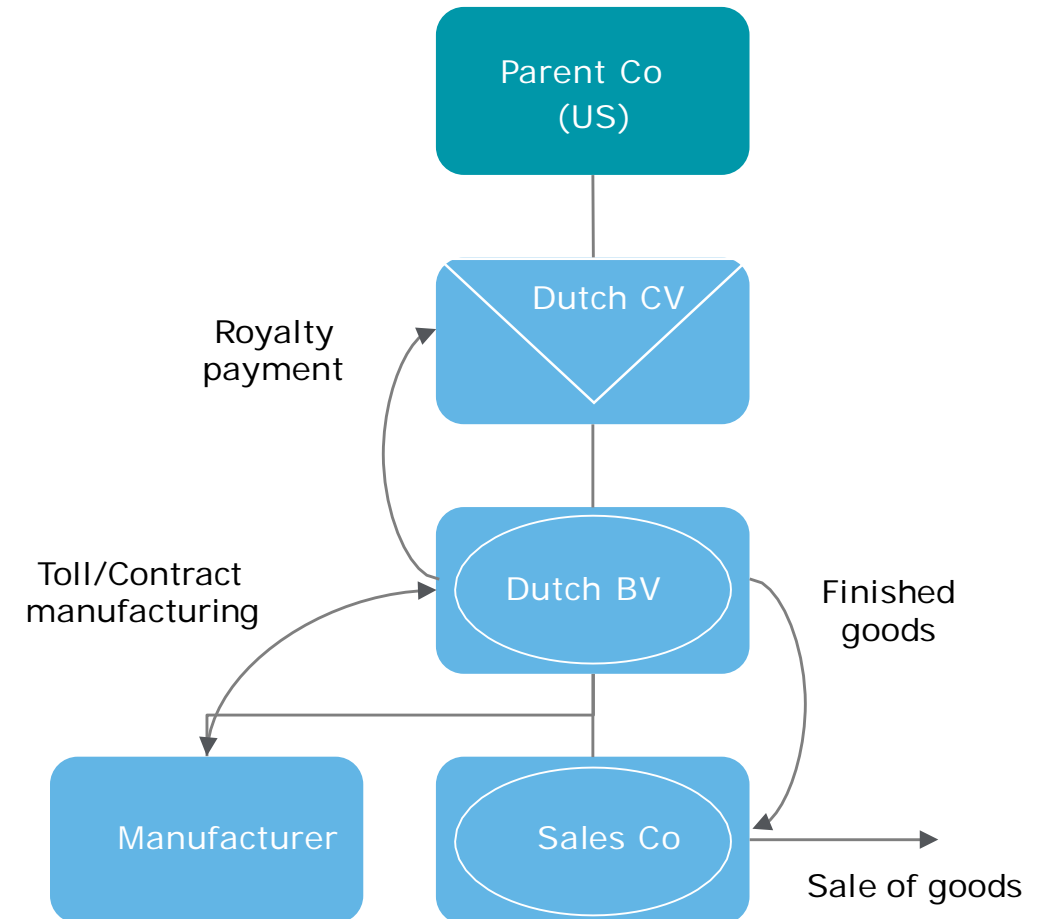 Parent Co
(US)
Dutch CV
Royalty
payment
Toll/Contract
manufacturing
Dutch BV
Finished
goods
Manufacturer
Sales Co
Sale of goods